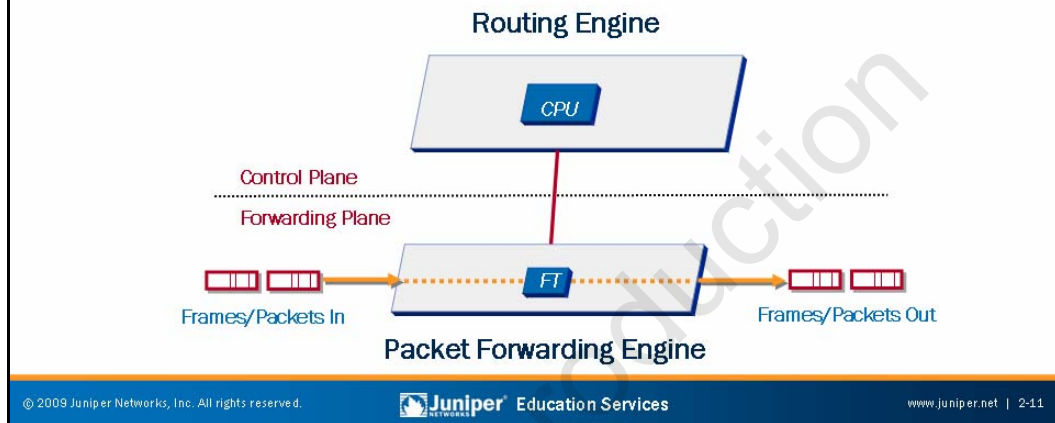 Routing Engine
CPU
Control Plane
Forwarding Plane
FT
Frames/Packets In
Frames/Packets Out
Packet Forwarding Engine
© 2009 Juniper Networks, Inc. All rights reserved.
Juniper NETWORKS Education Services
www.juniper.net | 2-11